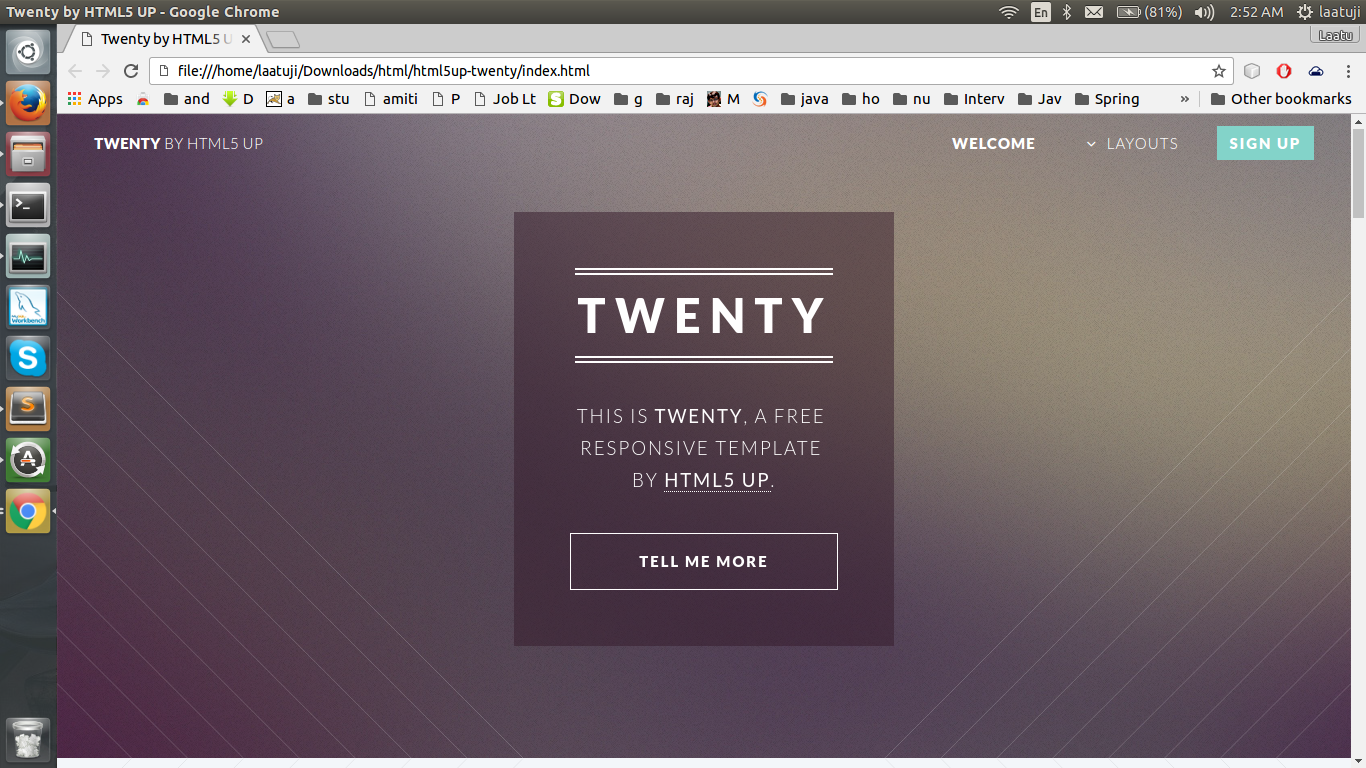 Twenty by HTML5 UP - Google Chrome
En
(81%)
2:52 AM
laatuji
Twenty by HTML5 U
Laatu
file:///home/laatuji/Downloads/html/html5up-twenty/index.html
Apps and D a stu amiti P Job Lt Dow g raj M java ho nu Interv Jav Spring » Other bookmarks
TWENTY BY HTML5 UP
WELCOME
LAYOUTS
SIGN UP
TWENTY
THIS IS TWENTY, A FREE
RESPONSIVE TEMPLATE
BY HTML5 UP.
TELL ME MORE